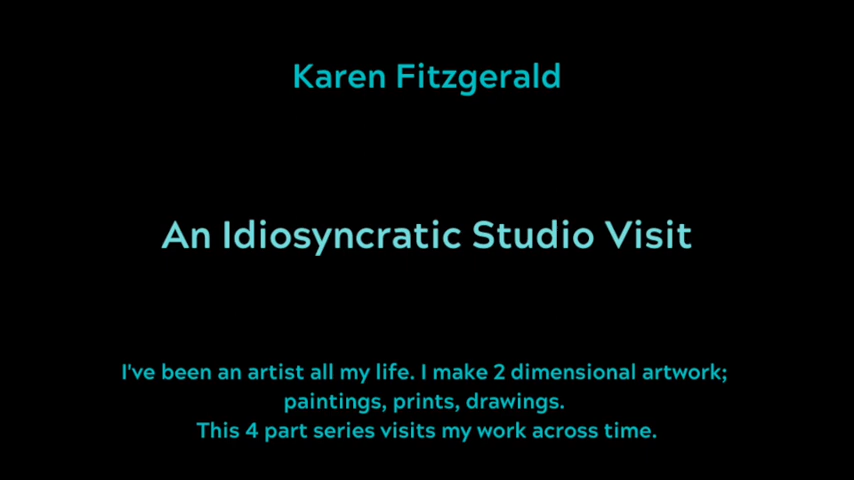 Karen Fitzgerald
An Idiosyncratic Studio Visit
I've been an artist all my life. I make 2 dimensional artwork;
paintings, prints, drawings.
This 4 part series visits my work across time.